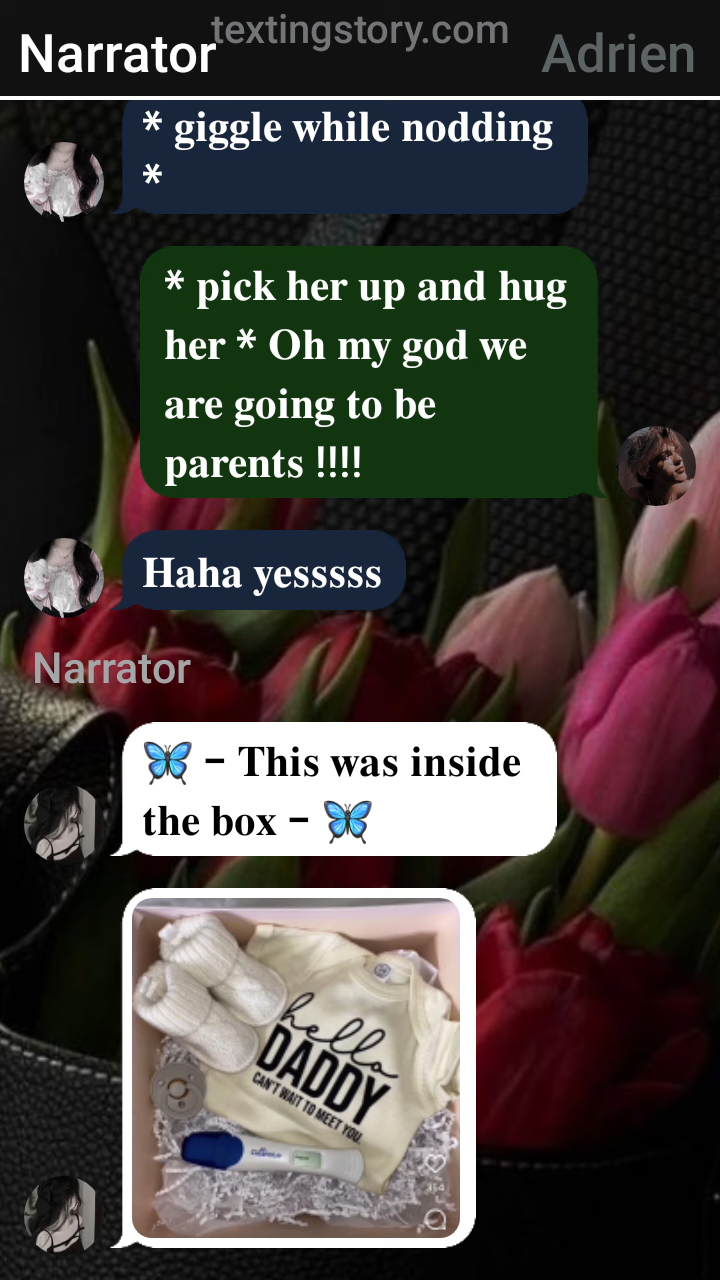 textingstory.com
Narrator
Adrien
* giggle while nodding
*
* pick her up and hug
her * Oh my god we
are going to be
parents !!!!
Haha yesssss
Narrator
🦋 - This was inside
the box - 🦋
hello
DADDY
CAN'T WAIT TO MEET YOU.